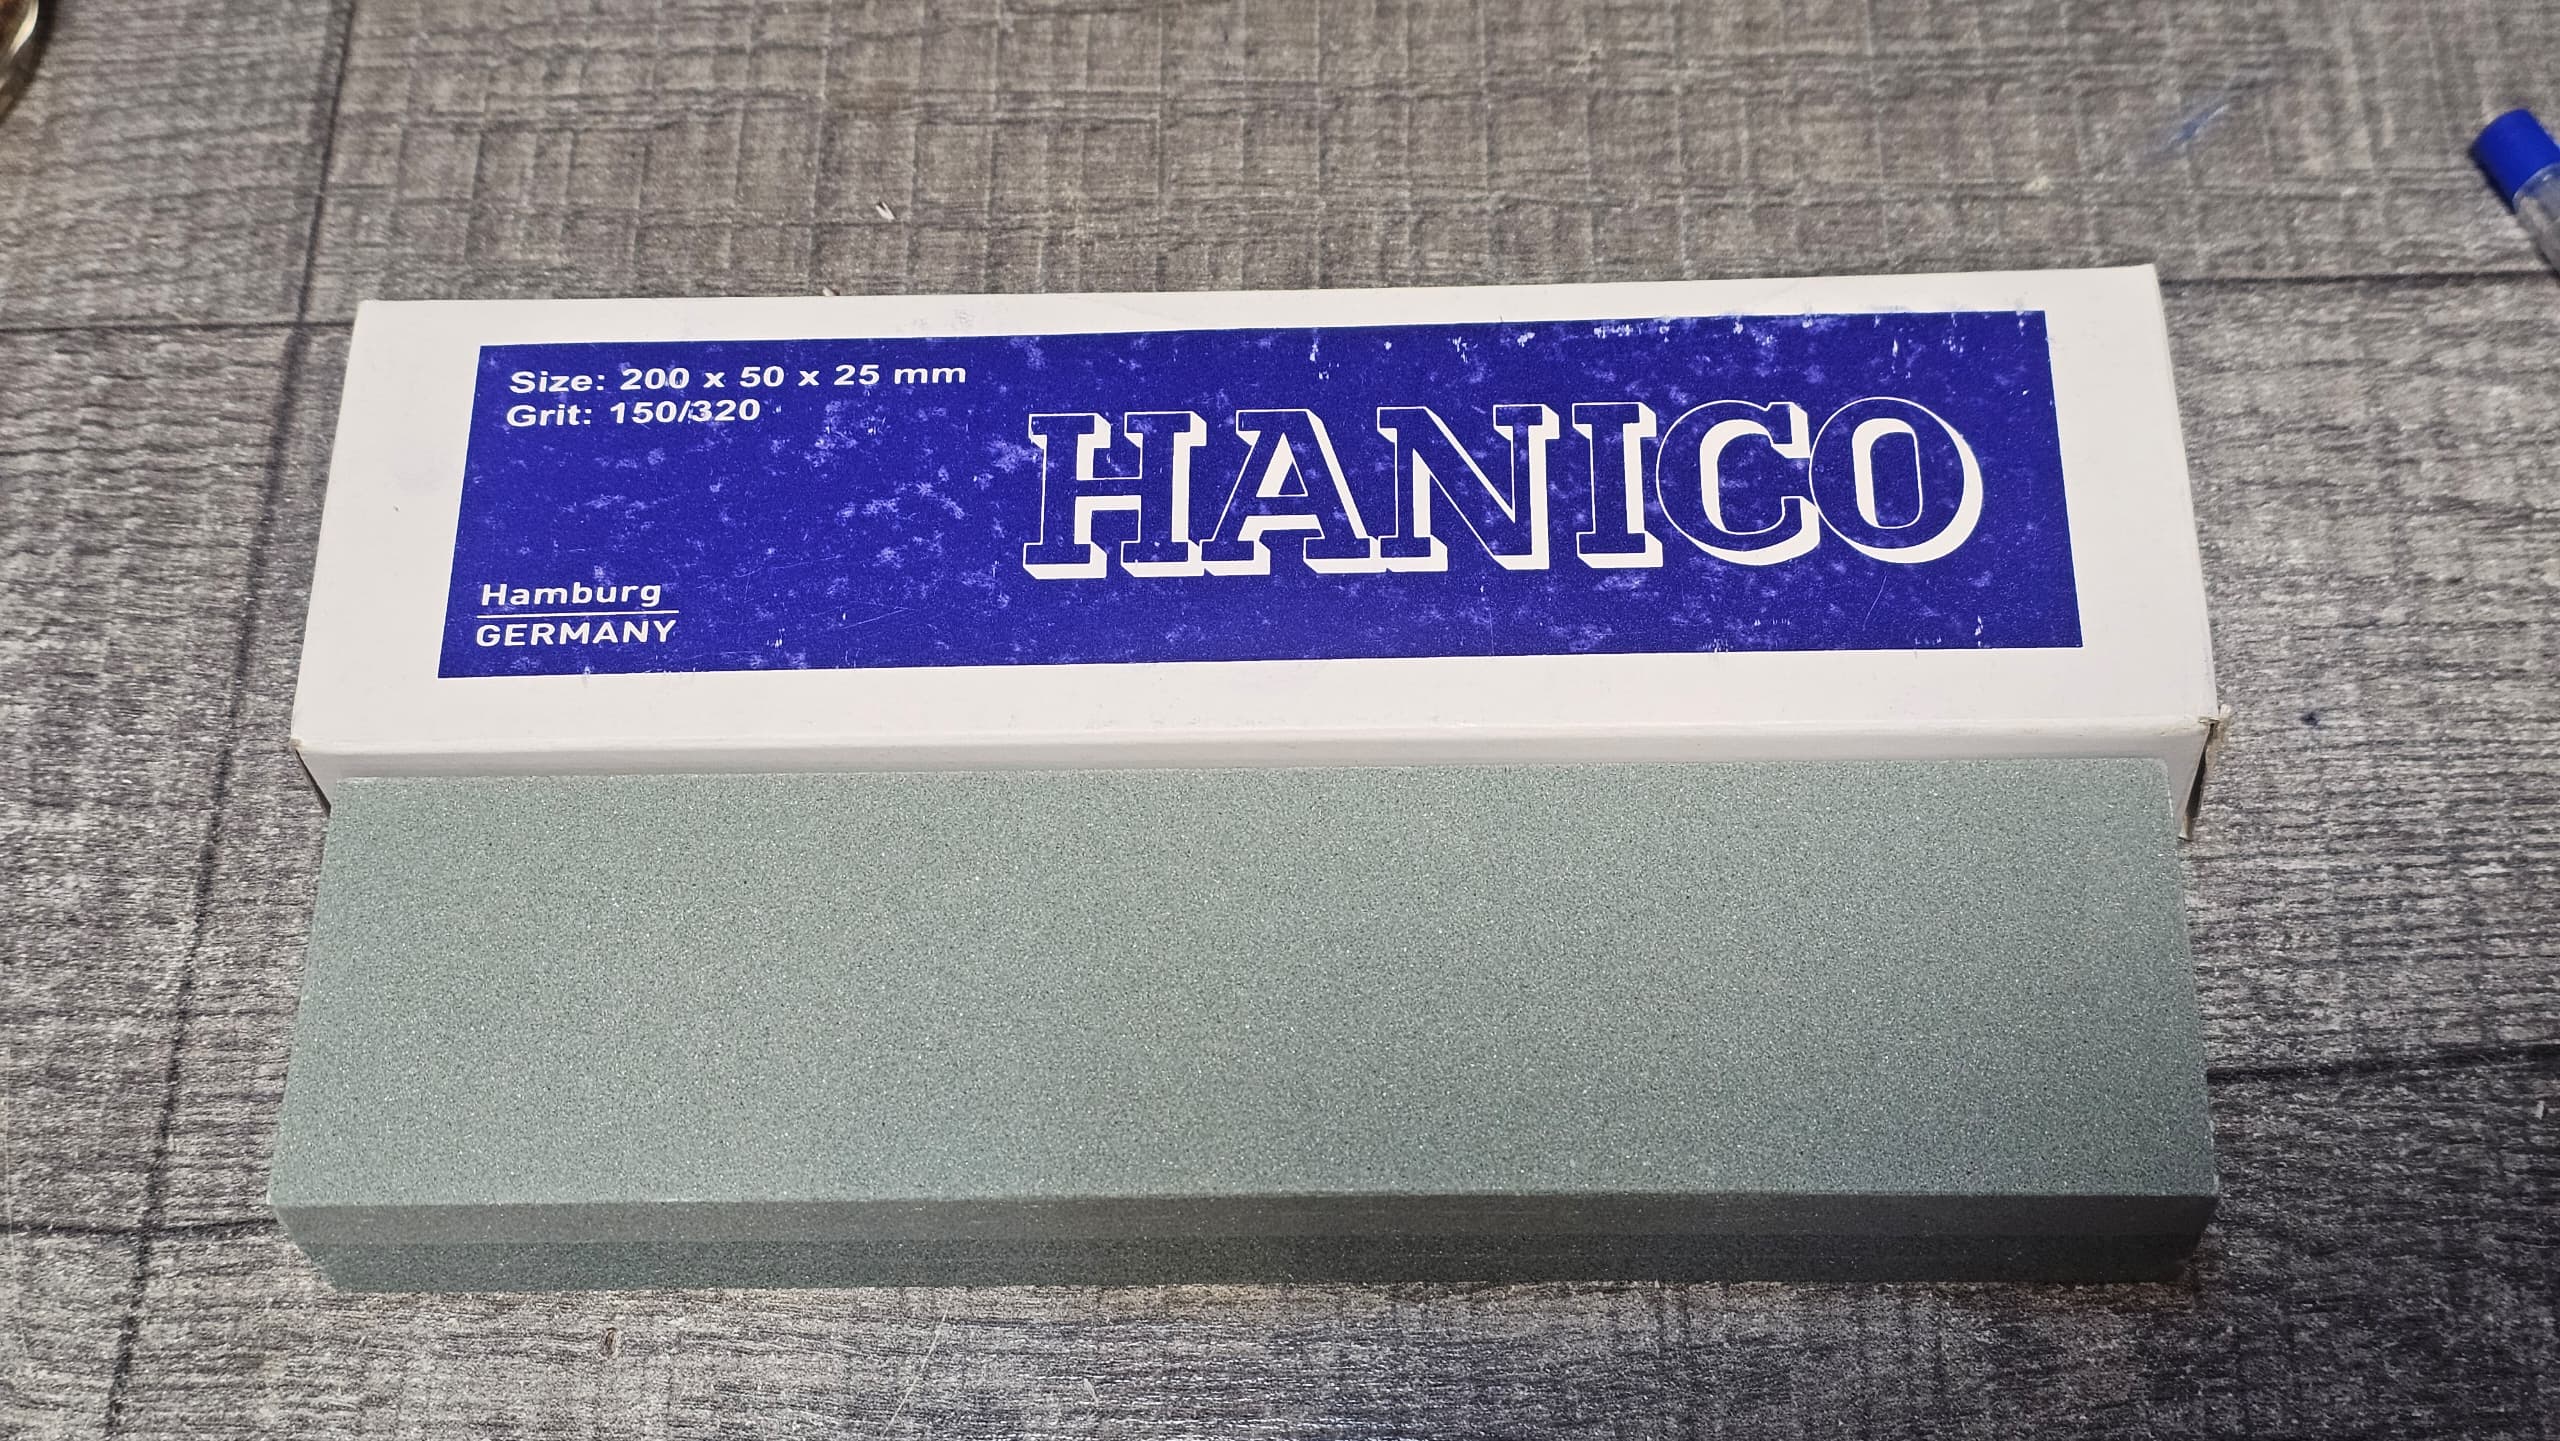 Size: 200 x 50 x 25 mm
Grit: 150/320
HANICO
Hamburg
GERMANY